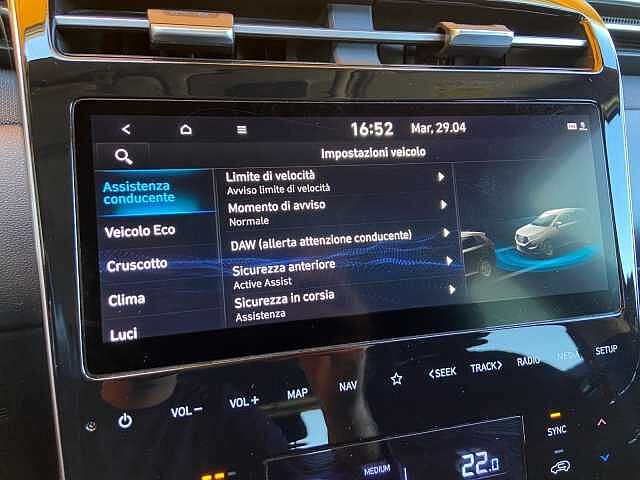 16:52
Mar, 29.04
Impostazioni veicolo
Assistenza
conducente
Veicolo Eco
Cruscotto
Clima
Luci
Limite di velocità
Avviso limite di velocità
Momento di avviso
Normale
DAW (allerta attenzione conducente)
Sicurezza anteriore
Active Assist
Sicurezza in corsia
Assistenza
VOL− VOL+ MAP NAV ☆ <SEEK TRACK> RADIO MEDIA SETUP
SYNC
MEDIUM
22.0